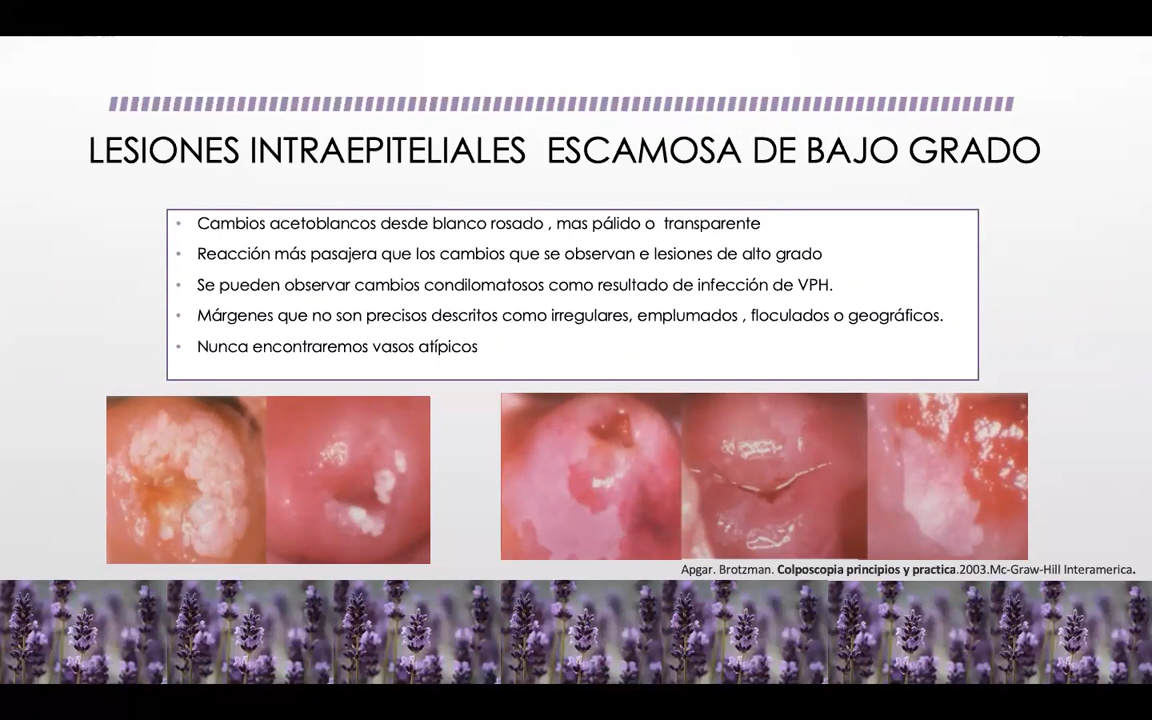 LESIONES INTRAEPITELIALES ESCAMOSA DE BAJO GRADO
• Cambios acetoblancos desde blanco rosado , mas pálido o transparente
• Reacción más pasajera que los cambios que se observan e lesiones de alto grado
• Se pueden observar cambios condilomatosos como resultado de infección de VPH.
• Márgenes que no son precisos descritos como irregulares, emplumados , floculados o geográficos.
• Nunca encontraremos vasos atípicos
Apgar. Brotzman. Colposcopia principios y practica.2003.Mc-Graw-Hill Interamerica.